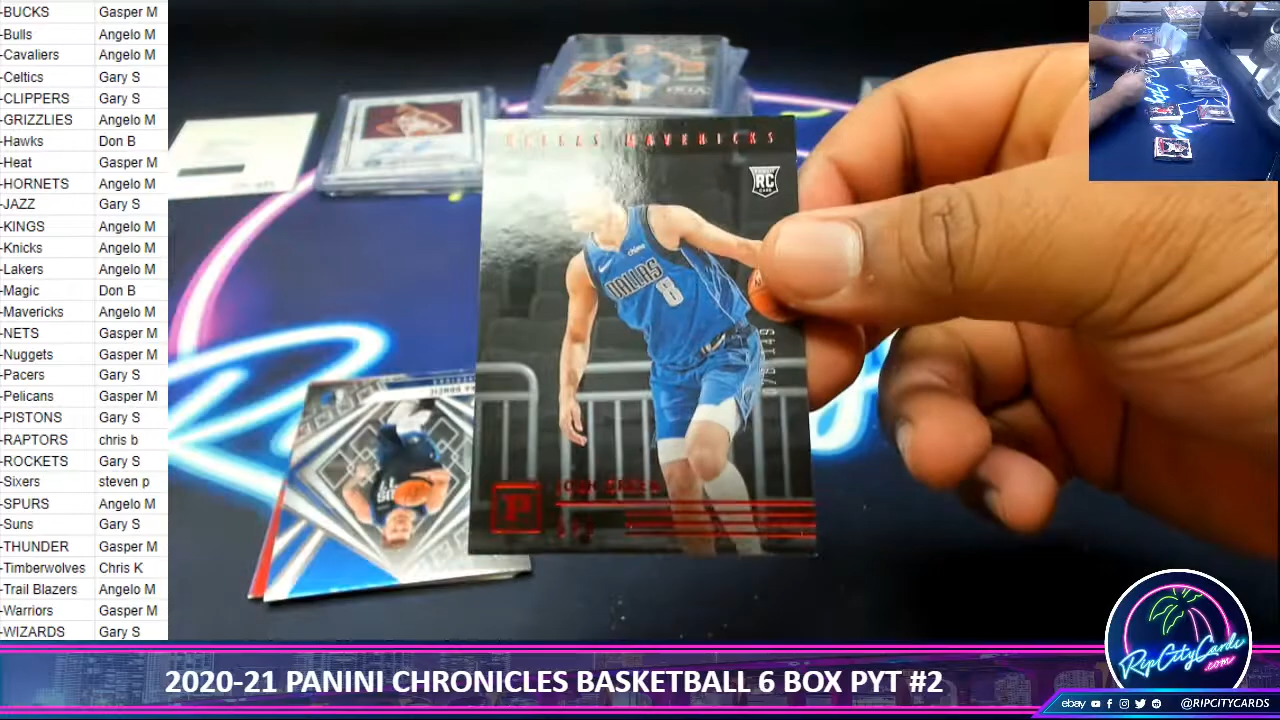 -BUCKS Gasper M
-Bulls Angelo M
-Cavaliers Angelo M
-Celtics Gary S
-CLIPPERS Gary S
-GRIZZLIES Angelo M
-Hawks Don B
-Heat Gasper M
-HORNETS Angelo M
-JAZZ Gary S
-KINGS Angelo M
-Knicks Angelo M
-Lakers Angelo M
-Magic Don B
-Mavericks Angelo M
-NETS Gasper M
-Nuggets Gasper M
-Pacers Gary S
-Pelicans Gasper M
-PISTONS Gary S
-RAPTORS chris b
-ROCKETS Gary S
-Sixers steven p
-SPURS Angelo M
-Suns Gary S
-THUNDER Gasper M
-Timberwolves Chris K
-Trail Blazers Angelo M
-Warriors Gasper M
-WIZARDS Gary S
DALLAS MAVERICKS
RC
DALLAS
8
JOSH GREEN
P
RipCityCards
.com
2020-21 PANINI CHRONICLES BASKETBALL 6 BOX PYT #2
ebay
@RIPCITYCARDS